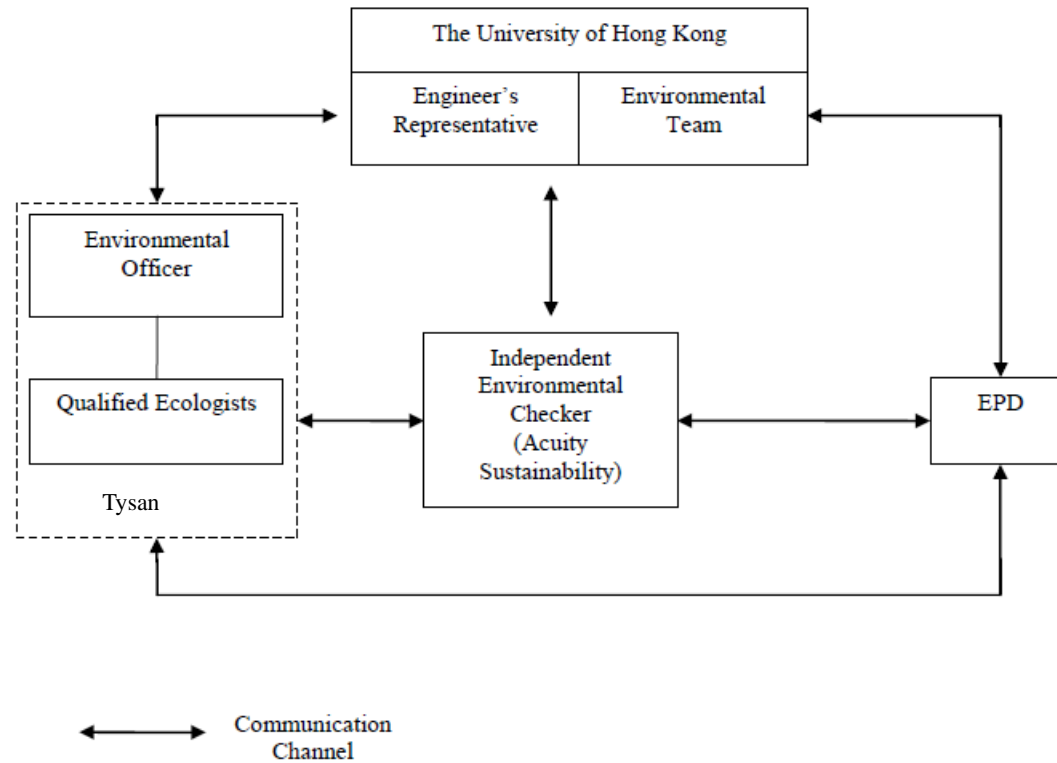 The University of Hong Kong
Engineer's
Representative
Environmental
Team
Environmental
Officer
Qualified Ecologists
Tysan
Independent
Environmental
Checker
(Acuity
Sustainability)
EPD
Communication
Channel